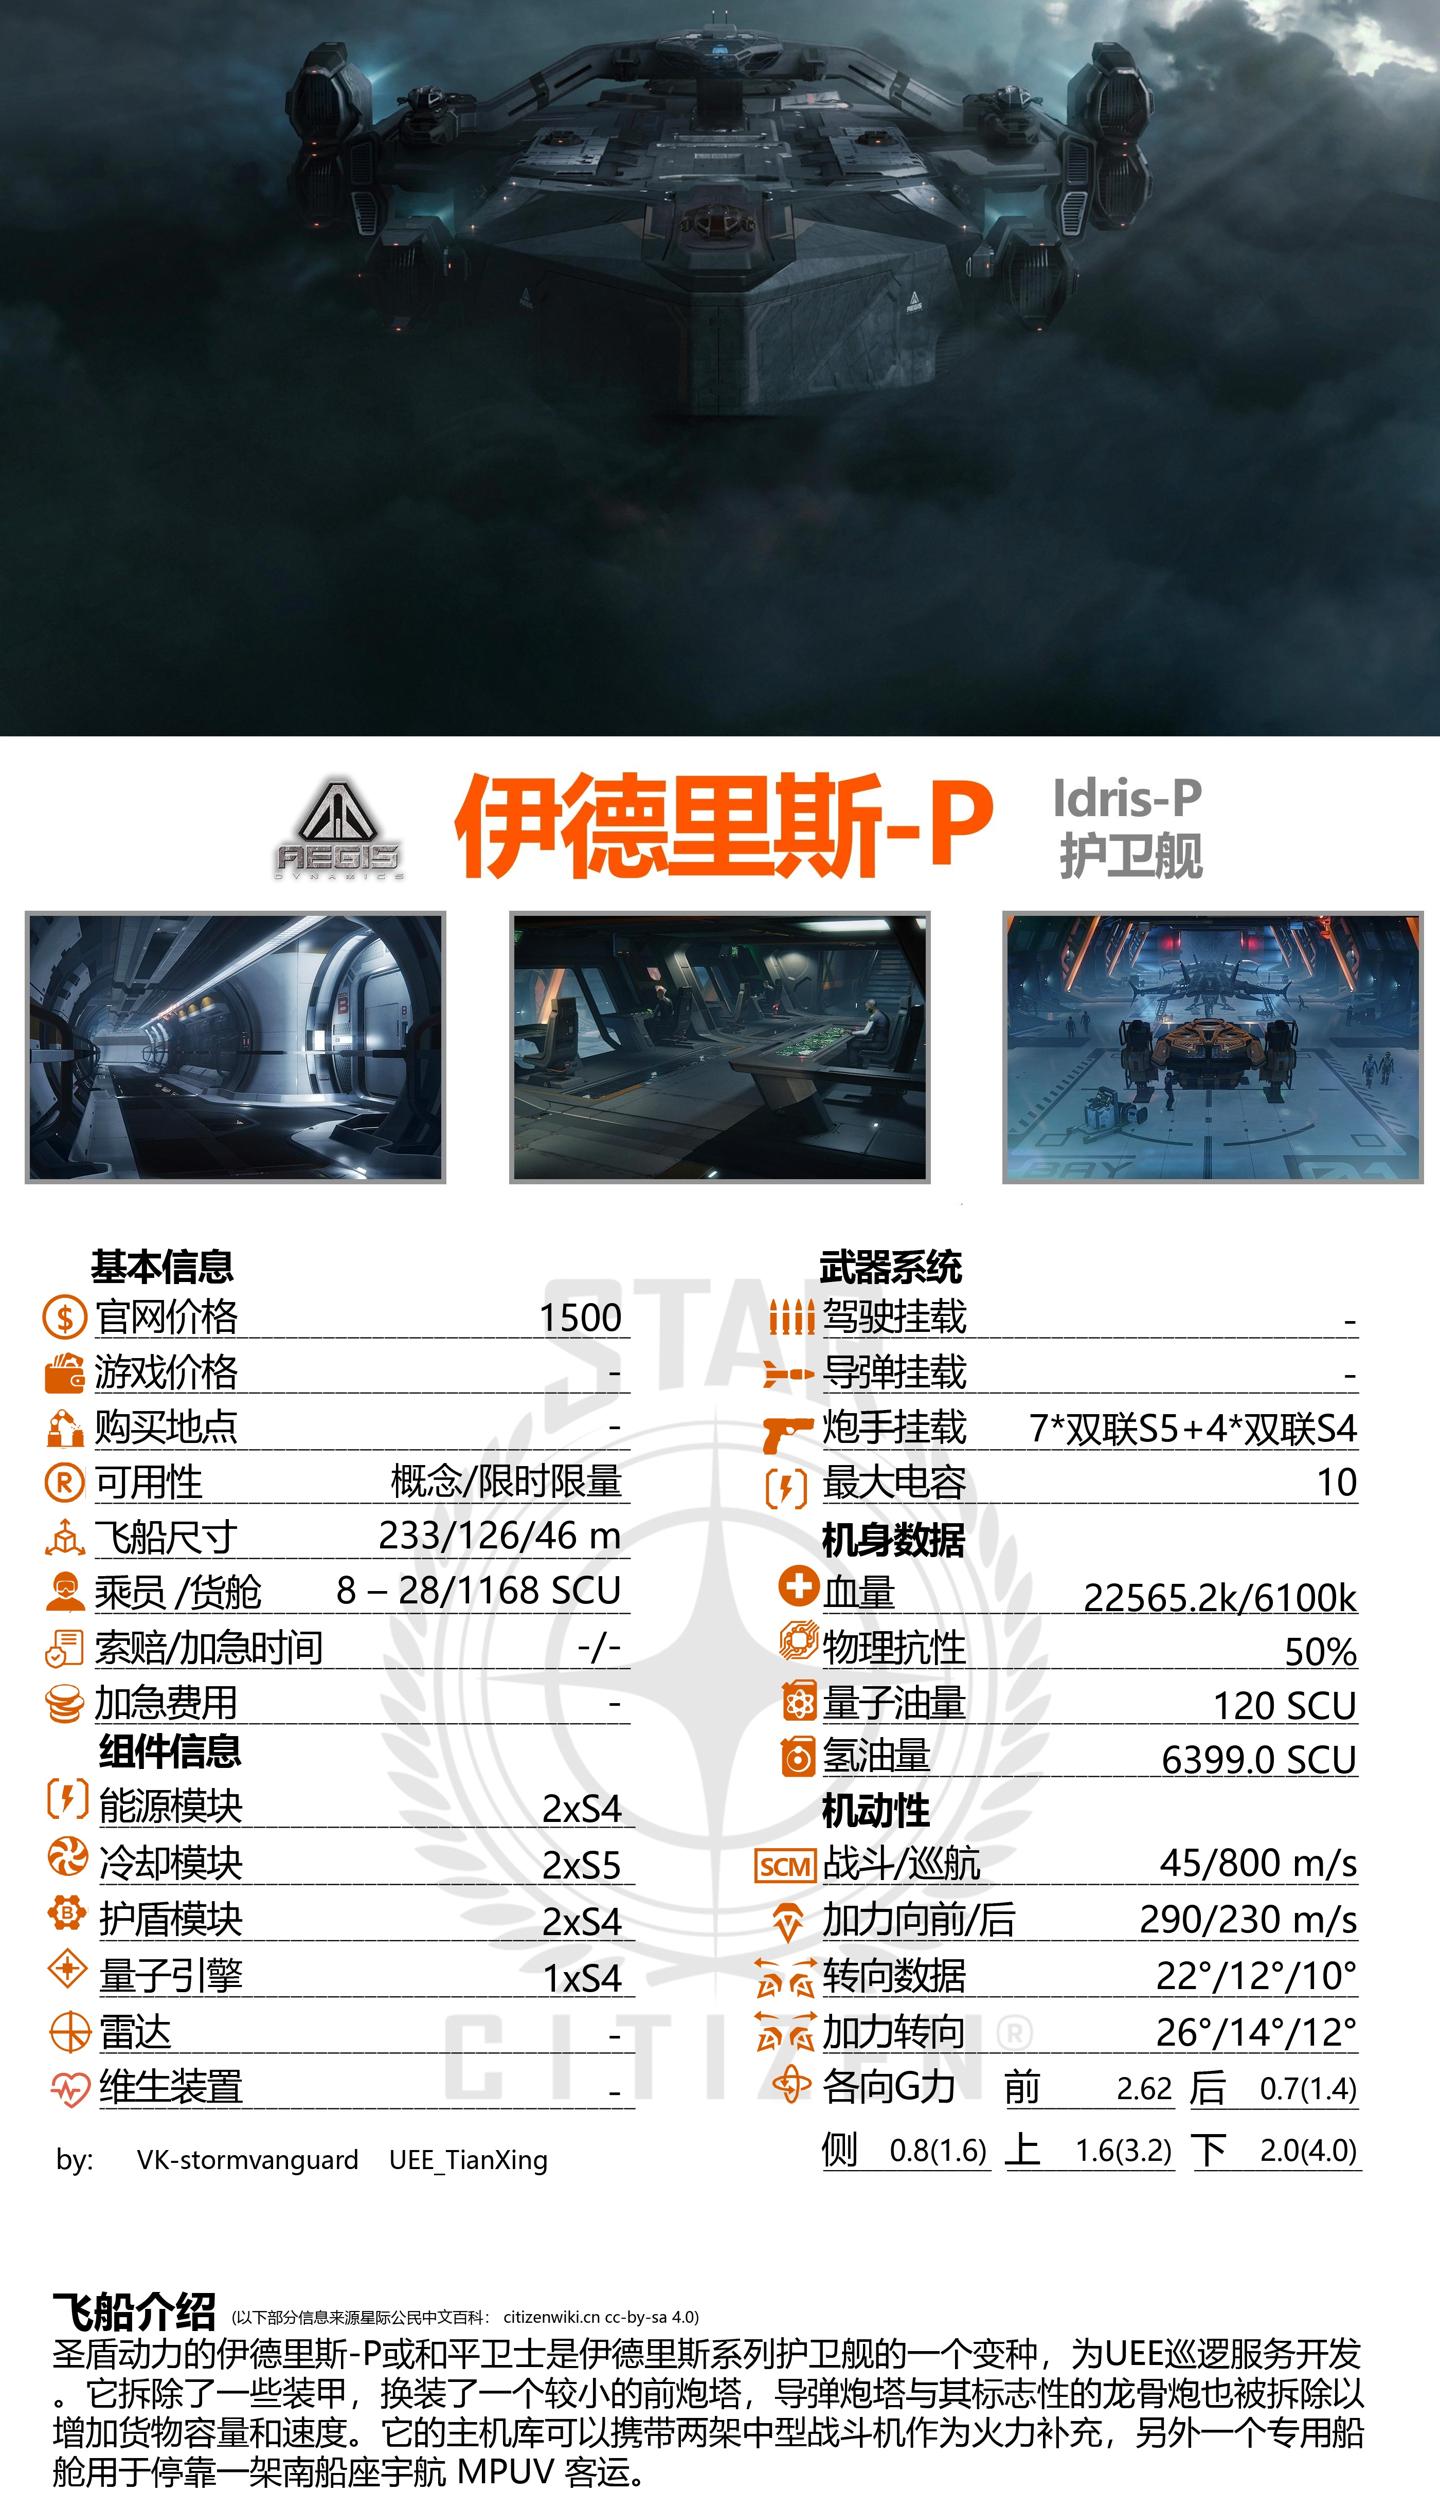 AEGIS
DYNAMICS
伊德里斯-P
Idris-P
护卫舰
基本信息
官网价格 1500
游戏价格 -
购买地点 -
可用性 概念/限时限量
飞船尺寸 233/126/46 m
乘员 /货舱 8 – 28/1168 SCU
索赔/加急时间 -/-
加急费用 -
组件信息
能源模块 2xS4
冷却模块 2xS5
护盾模块 2xS4
量子引擎 1xS4
雷达 -
维生装置 -
by: VK-stormvanguard UEE_TianXing
武器系统
驾驶挂载 -
导弹挂载 -
炮手挂载 7*双联S5+4*双联S4
最大电容 10
机身数据
血量 22565.2k/6100k
物理抗性 50%
量子油量 120 SCU
氢油量 6399.0 SCU
机动性
SCM 战斗/巡航 45/800 m/s
加力向前/后 290/230 m/s
转向数据 22°/12°/10°
加力转向 26°/14°/12°
各向G力 前 2.62 后 0.7(1.4)
侧 0.8(1.6) 上 1.6(3.2) 下 2.0(4.0)
STAR
CITIZEN®
飞船介绍 (以下部分信息来源星际公民中文百科： citizenwiki.cn cc-by-sa 4.0)
圣盾动力的伊德里斯-P或和平卫士是伊德里斯系列护卫舰的一个变种，为UEE巡逻服务开发
。它拆除了一些装甲，换装了一个较小的前炮塔，导弹炮塔与其标志性的龙骨炮也被拆除以
增加货物容量和速度。它的主机库可以携带两架中型战斗机作为火力补充，另外一个专用船
舱用于停靠一架南船座宇航 MPUV 客运。